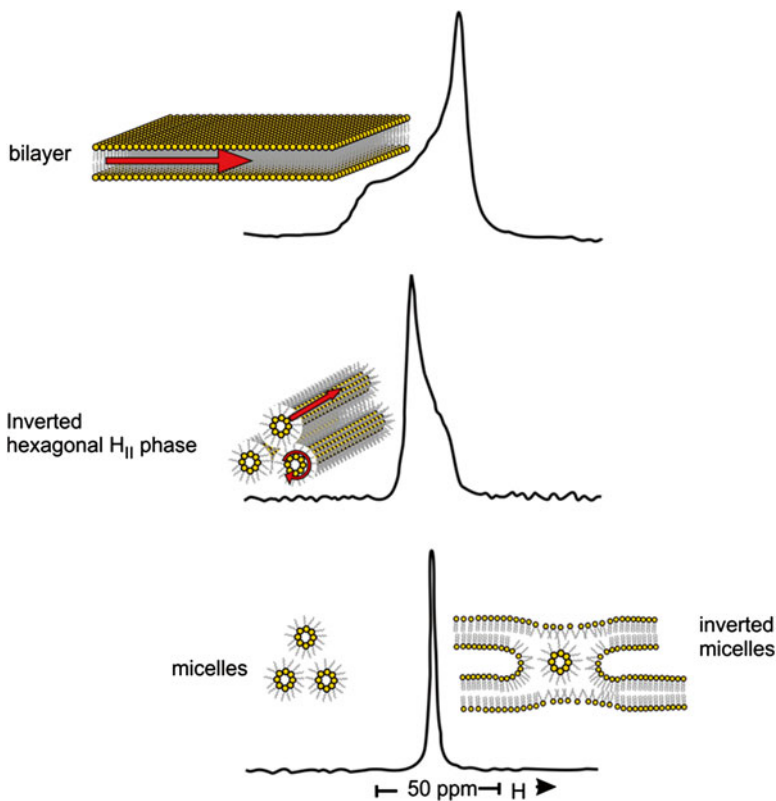 bilayer
Inverted
hexagonal H_II phase
micelles
inverted
micelles
50 ppm H